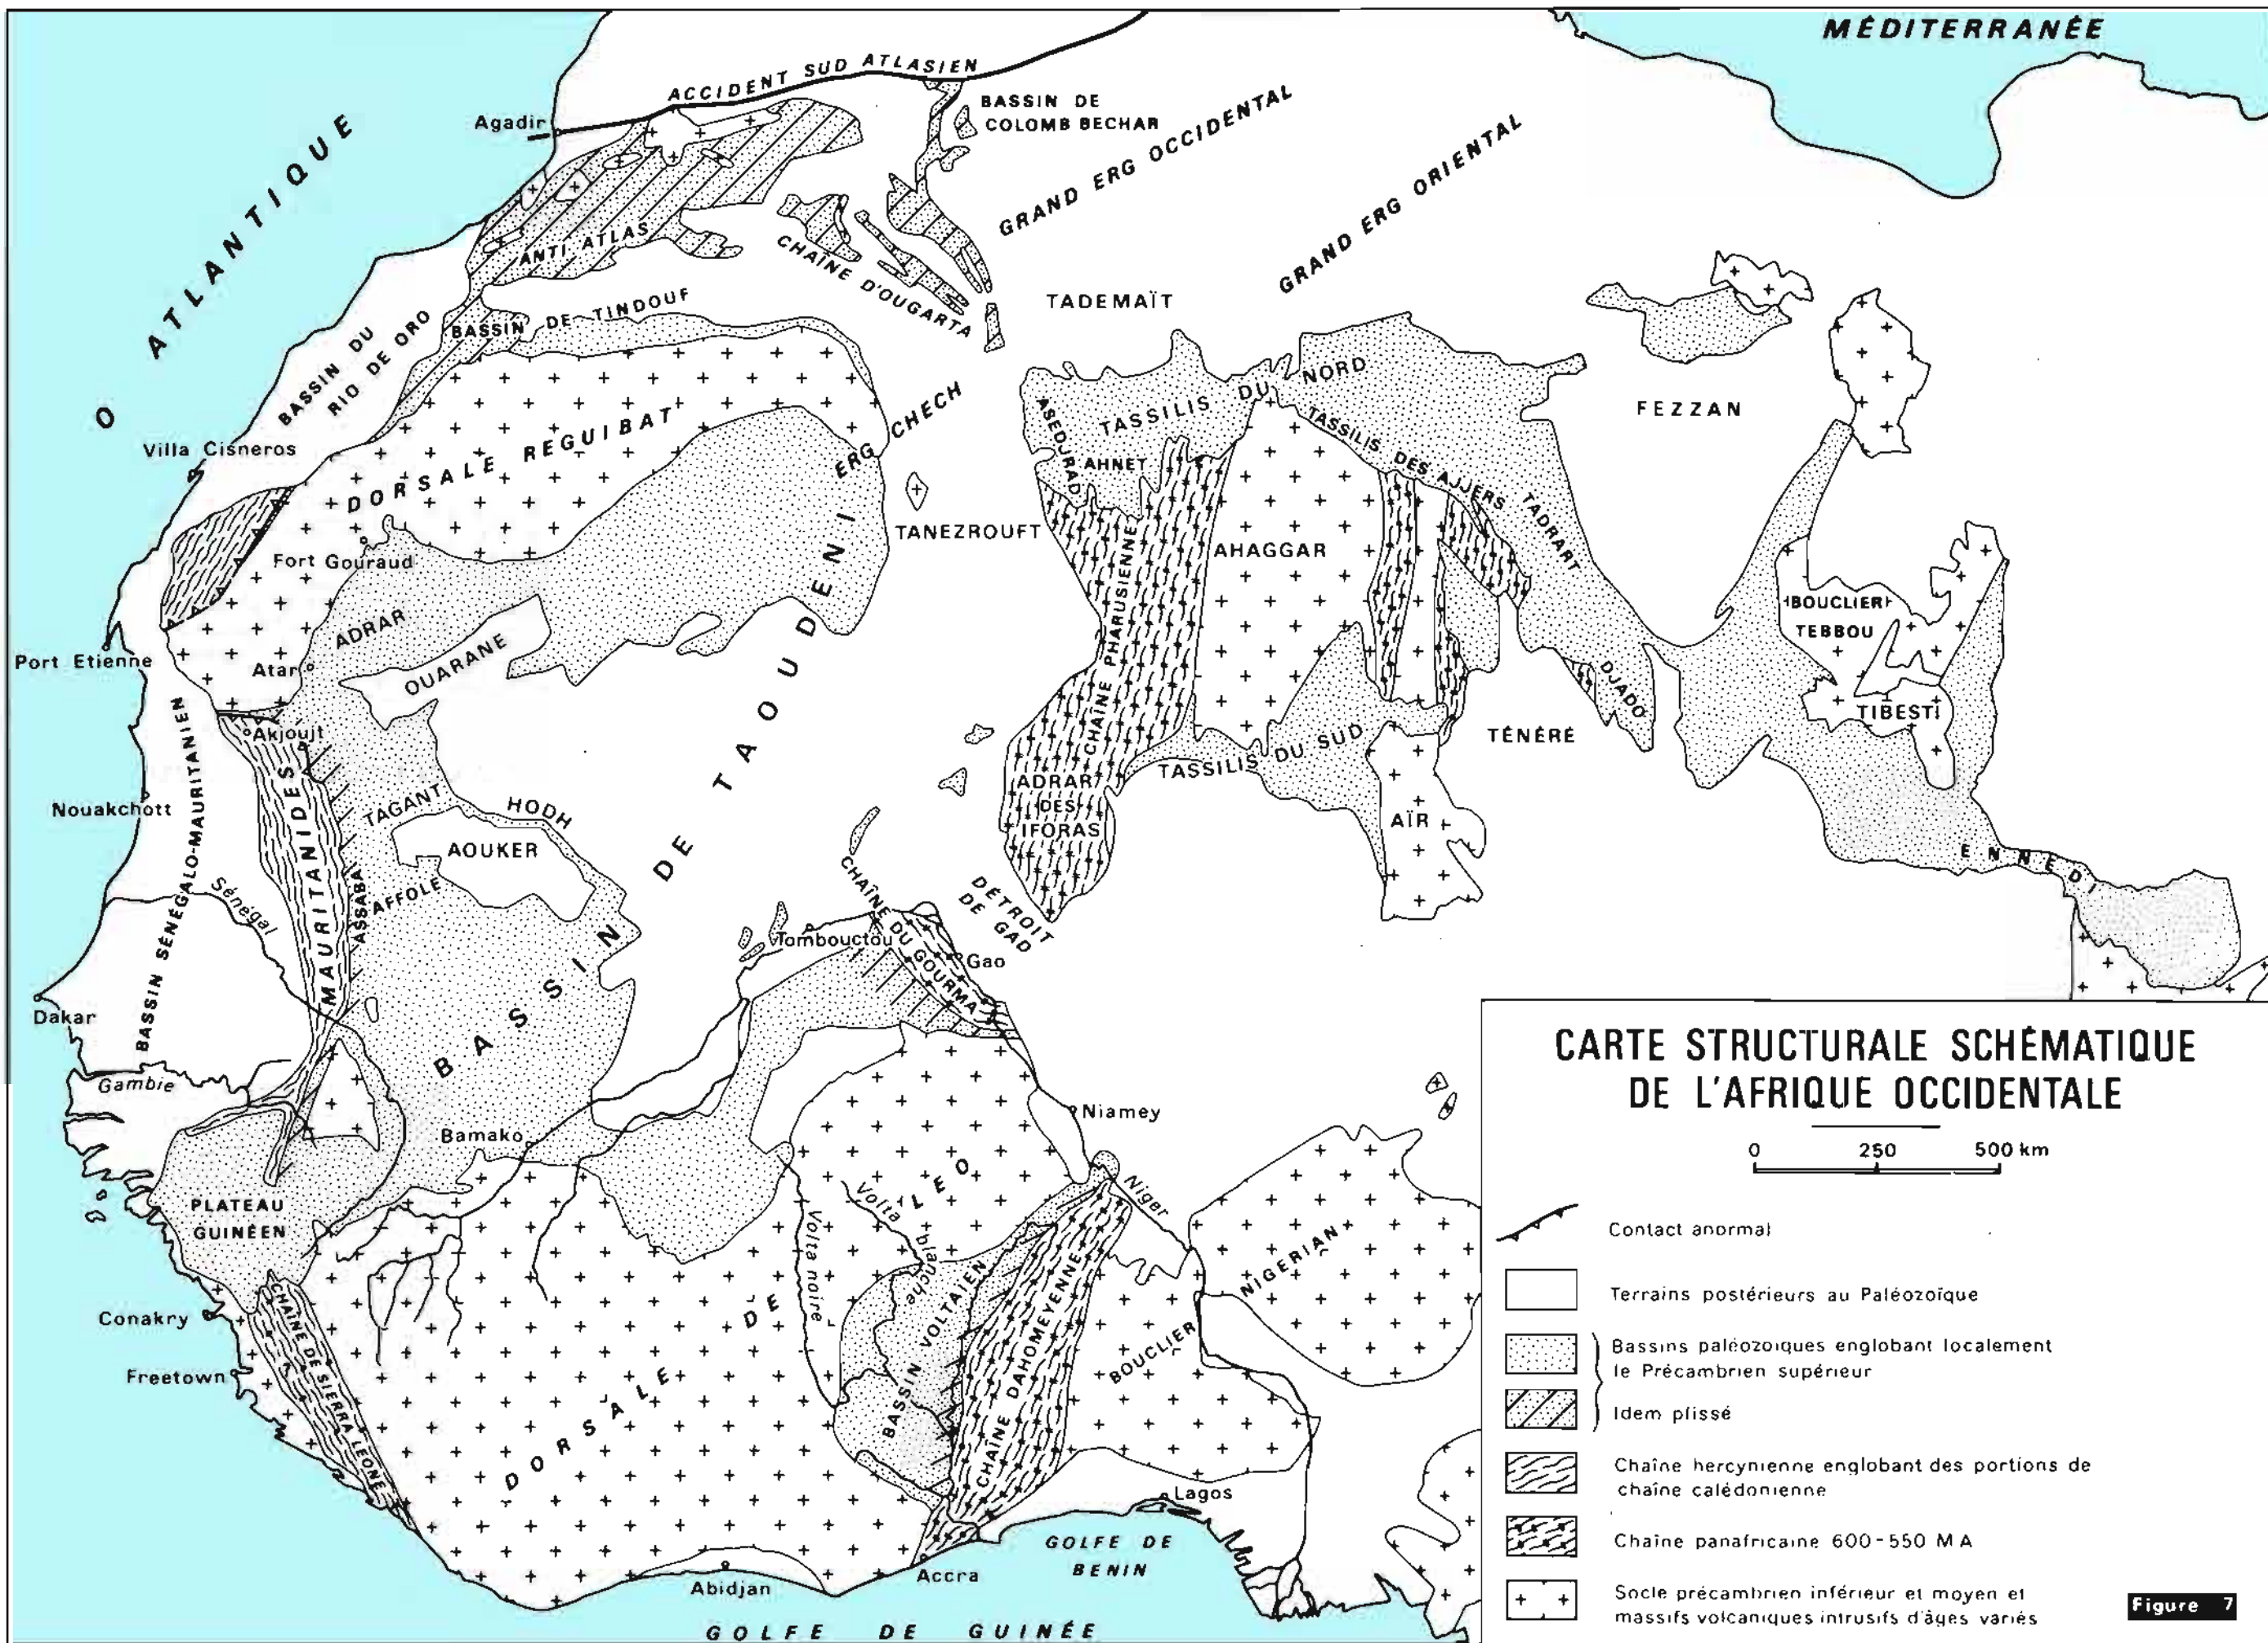 MÉDITERRANÉE
O ATLANTIQUE
ACCIDENT SUD ATLASIEN
Agadir
BASSIN DE
COLOMB BECHAR
GRAND ERG OCCIDENTAL
GRAND ERG ORIENTAL
ANTI ATLAS
CHAÎNE D'OUGARTA
TADEMAÏT
BASSIN DE TINDOUF
BASSIN DU
RIO DE ORO
Villa Cisneros
DORSALE REGUIBAT
ERG CHECH
ASEDJRAD
TASSILIS DU NORD
AHNET
TASSILIS DES AJJERS
TADRART
FEZZAN
TANEZROUFT
AHAGGAR
CHAÎNE PHARUSIENNE
Fort Gouraud
ADRAR
OUARANE
Port Etienne
Atar
Akjoujt
BOUCLIER
TEBBOU
TIBESTI
DJADO
TÉNÉRÉ
TASSILIS DU SUD
ADRAR
DES
IFORAS
AÏR
ENNEDI
Nouakchott
BASSIN SÉNÉGALO-MAURITANIEN
MAURITANIDES
TAGANT
HODH
AOUKER
ASSABA
AFFOLE
Sénégal
BASSIN DE TAOUDENI
CHAÎNE DU GOURMA
DÉTROIT
DE GAO
Tombouctou
Gao
Dakar
Gambie
Bamako
Niamey
PLATEAU
GUINÉEN
Volta blanche
Volta noire
Niger
Conakry
Freetown
CHAÎNE DE SIERRA LEONE
DORSALE DE LEO
BASSIN VOLTAIEN
CHAÎNE DAHOMEYENNE
BOUCLIER NIGERIAN
Lagos
Accra
Abidjan
GOLFE DE
BENIN
GOLFE DE GUINÉE
CARTE STRUCTURALE SCHÉMATIQUE
DE L'AFRIQUE OCCIDENTALE
0 250 500 km
Contact anormal
Terrains postérieurs au Paléozoïque
Bassins paléozoïques englobant localement
le Précambrien supérieur
Idem plissé
Chaîne hercynienne englobant des portions de
chaîne calédonienne
Chaîne panafricaine 600-550 M A
Socle précambrien inférieur et moyen et
massifs volcaniques intrusifs d'âges variés
Figure 7